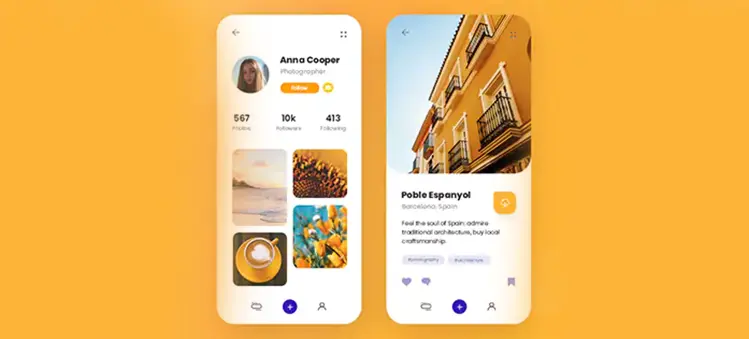 Anna Cooper
Photographer
Follow
567
10k
413
Photos
Followers
Following
Poble Espanyol
Barcelona, Spain
Feel the soul of Spain: admire
traditional architecture, buy local
craftsmanship.
#photography